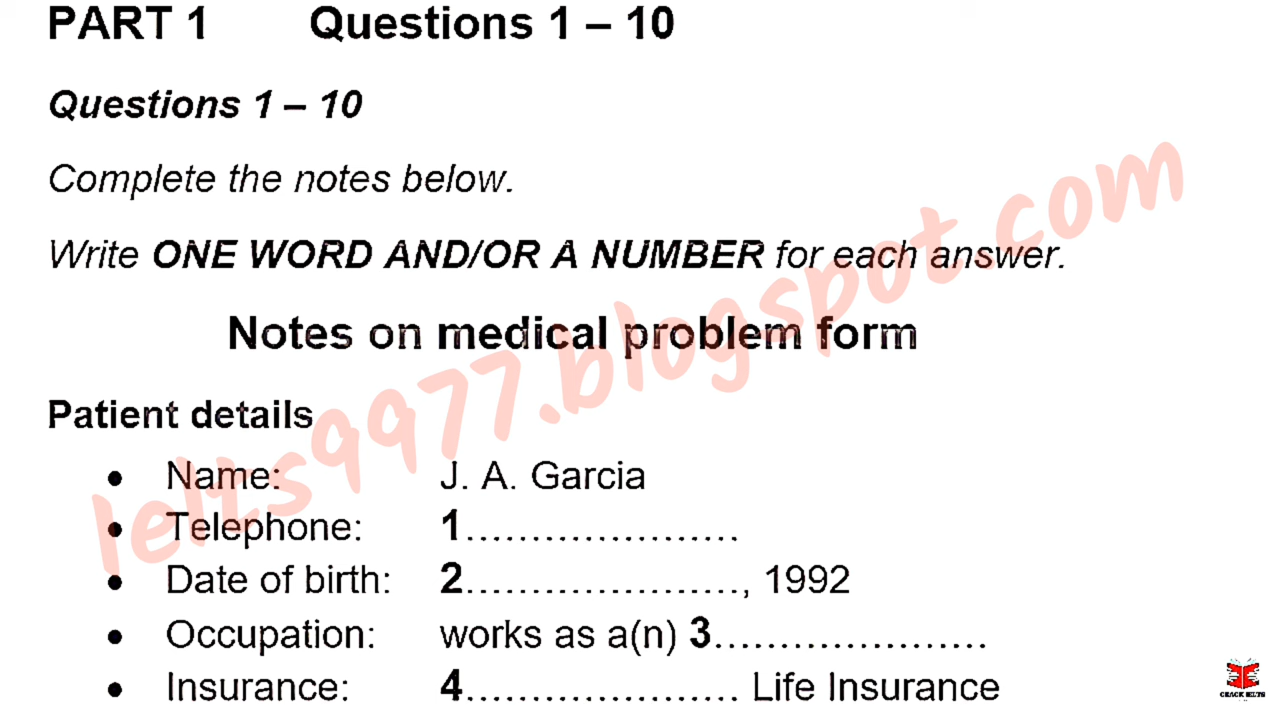 PART 1 Questions 1 – 10
Questions 1 – 10
Complete the notes below.
Write ONE WORD AND/OR A NUMBER for each answer.
Notes on medical problem form
Patient details
• Name: J. A. Garcia
• Telephone: 1.....................
• Date of birth: 2....................., 1992
• Occupation: works as a(n) 3.....................
• Insurance: 4..................... Life Insurance
Ielts9977.blogspot.com
CRACK IELTS